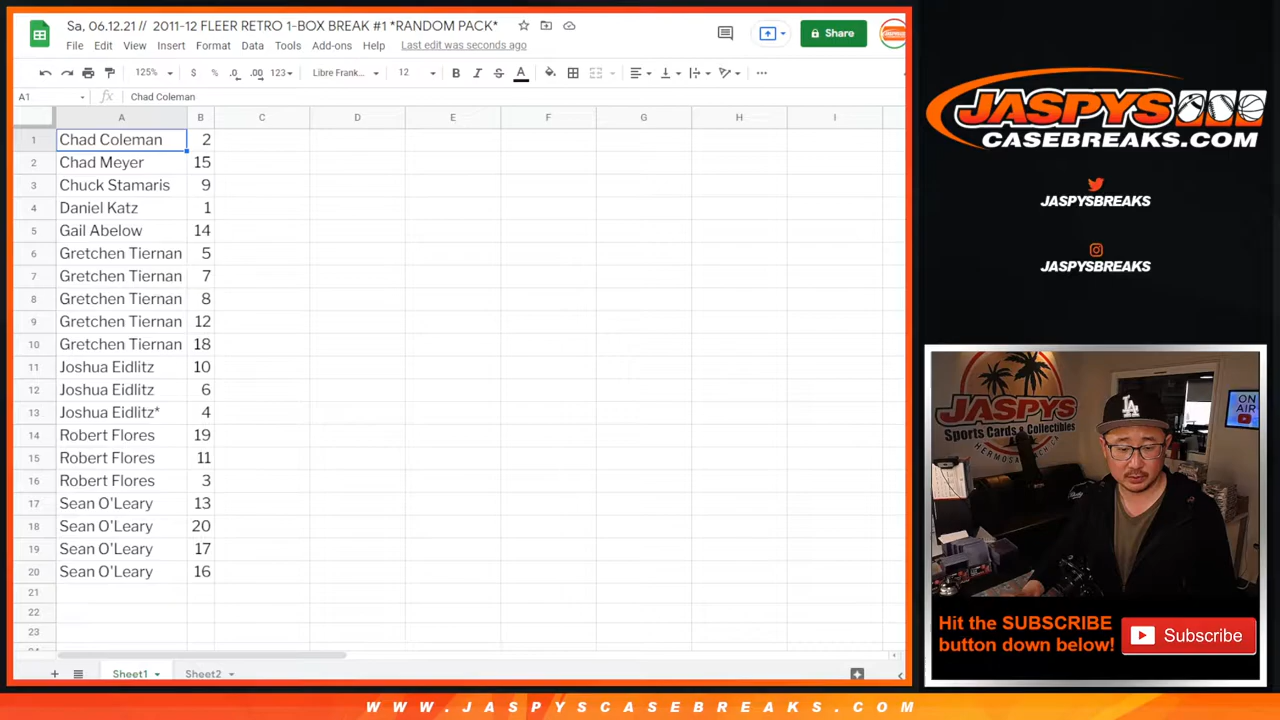 Sa, 06.12.21 // 2011-12 FLEER RETRO 1-BOX BREAK #1 *RANDOM PACK*
File Edit View Insert Format Data Tools Add-ons Help Last edit was seconds ago
Share
125% $ % .0 .00 123 Libre Frank... 12 B I S A
A1 fx Chad Coleman
A B C D E F G H I
1 Chad Coleman 2
2 Chad Meyer 15
3 Chuck Stamaris 9
4 Daniel Katz 1
5 Gail Abelow 14
6 Gretchen Tiernan 5
7 Gretchen Tiernan 7
8 Gretchen Tiernan 8
9 Gretchen Tiernan 12
10 Gretchen Tiernan 18
11 Joshua Eidlitz 10
12 Joshua Eidlitz 6
13 Joshua Eidlitz* 4
14 Robert Flores 19
15 Robert Flores 11
16 Robert Flores 3
17 Sean O'Leary 13
18 Sean O'Leary 20
19 Sean O'Leary 17
20 Sean O'Leary 16
21
22
23
Sheet1 Sheet2
JASPYS
CASEBREAKS.COM
JASPYSBREAKS
JASPYSBREAKS
JASPYS
Sports Cards & Collectibles
HERMOSA BEACH CA
LA
ON
AIR
Hit the SUBSCRIBE
button down below!
Subscribe
WWW.JASPYSCASEBREAKS.COM